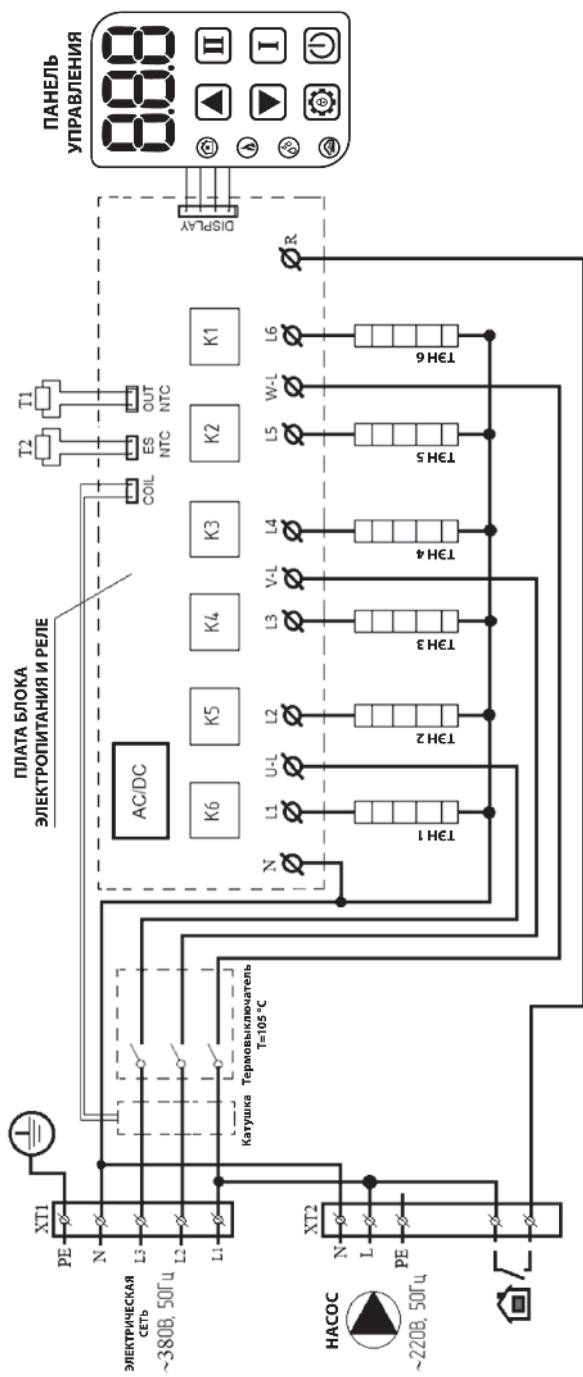 ЭЛЕКТРИЧЕСКАЯ
СЕТЬ
~380В, 50Гц
XT1
PE
N
L3
L2
L1
НАСОС
~220В, 50Гц
XT2
N
L
PE
Катушка
Термовыключатель
T=105 °C
ПЛАТА БЛОКА
ЭЛЕКТРОПИТАНИЯ И РЕЛЕ
AC/DC
COIL
T2
ES
NTC
T1
OUT
NTC
K6
K5
K4
K3
K2
K1
N
L1
U-L
L2
L3
V-L
L4
L5
W-L
L6
R
ТЭН 1
ТЭН 2
ТЭН 3
ТЭН 4
ТЭН 5
ТЭН 6
DISPLAY
ПАНЕЛЬ
УПРАВЛЕНИЯ
88.8
II
I